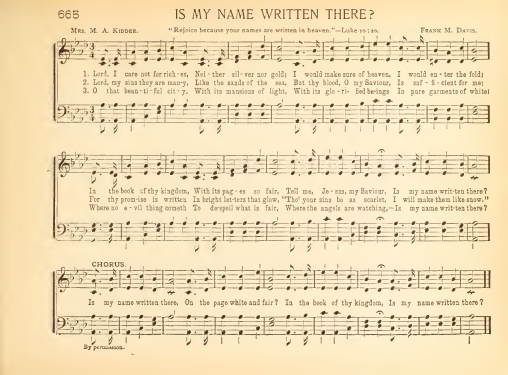 665 IS MY NAME WRITTEN THERE?
MRS. M. A. KIDDER. "Rejoice because your names are written in heaven."—Luke 10:20. FRANK M. DAVIS.
1. Lord, I care not for rich-es, Nei-ther sil-ver nor gold; I would make sure of heaven, I would en-ter the fold;
2. Lord, my sins they are man-y, Like the sands of the sea, But thy blood, O my Saviour, Is suf-fi-cient for me;
3. O that beau-ti-ful cit-y, With its mansions of light, With its glo-ri-fied beings In pure garments of white;
In the book of thy kingdom, With its pag-es so fair, Tell me, Je-sus, my Saviour, Is my name writ-ten there?
For thy prom-ise is written In bright let-ters that glow, "Tho' your sins be as scarlet, I will make them like snow."
Where no e-vil thing cometh To de-spoil what is fair, Where the angels are watching,—Is my name writ-ten there?
CHORUS.
Is my name written there, On the page white and fair? In the book of thy kingdom, Is my name written there?
By permission.